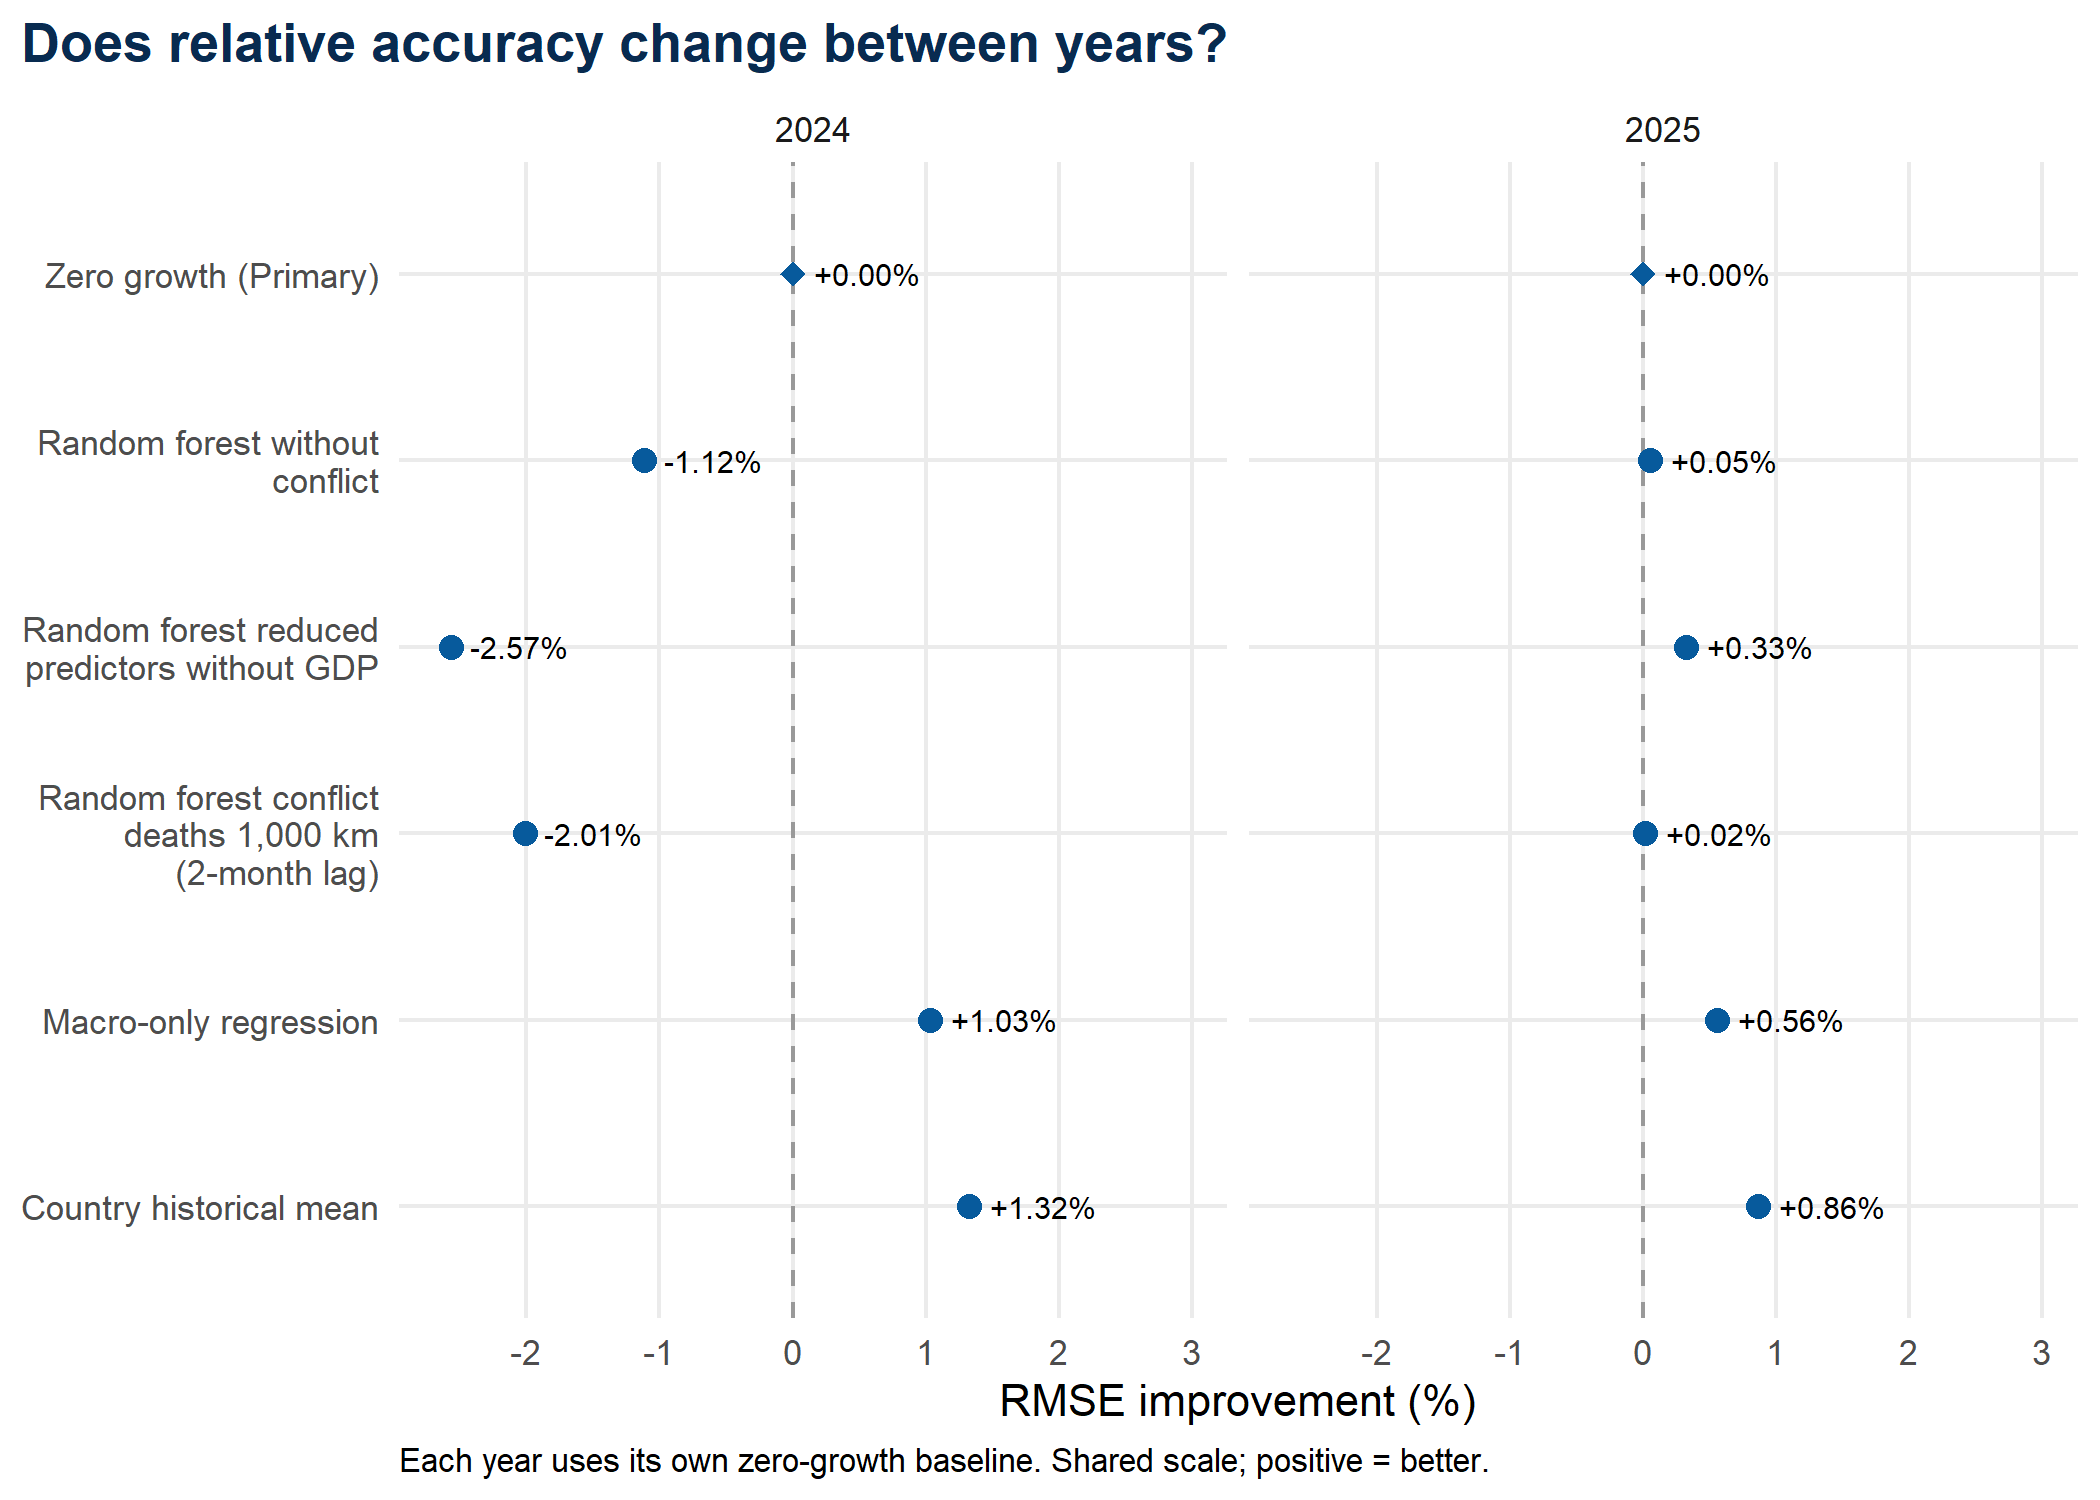 Does relative accuracy change between years?
2024
2025
Zero growth (Primary)
+0.00%
+0.00%
Random forest without
conflict
-1.12%
+0.05%
Random forest reduced
predictors without GDP
-2.57%
+0.33%
Random forest conflict
deaths 1,000 km
(2-month lag)
-2.01%
+0.02%
Macro-only regression
+1.03%
+0.56%
Country historical mean
+1.32%
+0.86%
-2 -1 0 1 2 3
-2 -1 0 1 2 3
RMSE improvement (%)
Each year uses its own zero-growth baseline. Shared scale; positive = better.